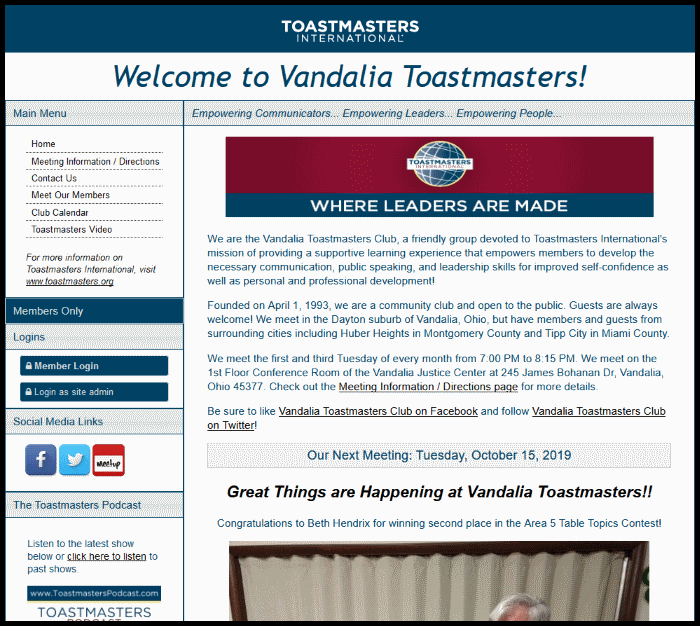 TOASTMASTERS
INTERNATIONAL
Welcome to Vandalia Toastmasters!
Main Menu
Empowering Communicators... Empowering Leaders... Empowering People...
Home
Meeting Information / Directions
Contact Us
Meet Our Members
Club Calendar
Toastmasters Video
For more information on
Toastmasters International, visit
www.toastmasters.org
Members Only
Logins
Member Login
Login as site admin
Social Media Links
f
meetup
The Toastmasters Podcast
Listen to the latest show
below or click here to listen to
past shows.
www.ToastmastersPodcast.com
TOASTMASTERS
PODCAST
TOASTMASTERS
INTERNATIONAL
WHERE LEADERS ARE MADE
We are the Vandalia Toastmasters Club, a friendly group devoted to Toastmasters International's
mission of providing a supportive learning experience that empowers members to develop the
necessary communication, public speaking, and leadership skills for improved self-confidence as
well as personal and professional development!
Founded on April 1, 1993, we are a community club and open to the public. Guests are always
welcome! We meet in the Dayton suburb of Vandalia, Ohio, but have members and guests from
surrounding cities including Huber Heights in Montgomery County and Tipp City in Miami County.
We meet the first and third Tuesday of every month from 7:00 PM to 8:15 PM. We meet on the
1st Floor Conference Room of the Vandalia Justice Center at 245 James Bohanan Dr, Vandalia,
Ohio 45377. Check out the Meeting Information / Directions page for more details.
Be sure to like Vandalia Toastmasters Club on Facebook and follow Vandalia Toastmasters Club
on Twitter!
Our Next Meeting: Tuesday, October 15, 2019
Great Things are Happening at Vandalia Toastmasters!!
Congratulations to Beth Hendrix for winning second place in the Area 5 Table Topics Contest!